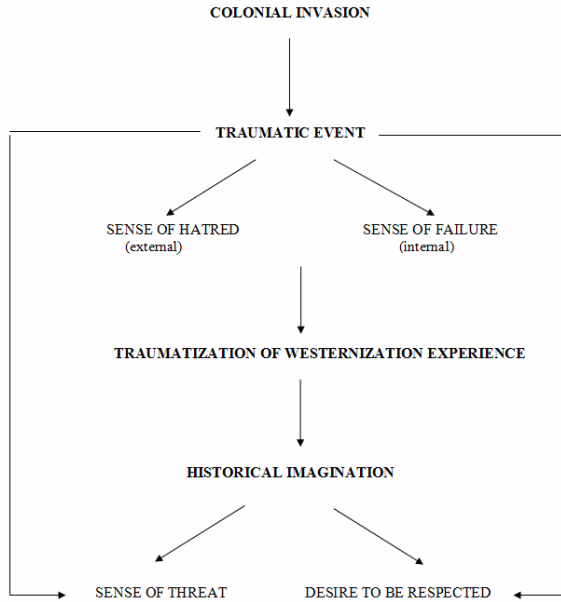 COLONIAL INVASION
TRAUMATIC EVENT
SENSE OF HATRED
(external)
SENSE OF FAILURE
(internal)
TRAUMATIZATION OF WESTERNIZATION EXPERIENCE
HISTORICAL IMAGINATION
SENSE OF THREAT
DESIRE TO BE RESPECTED